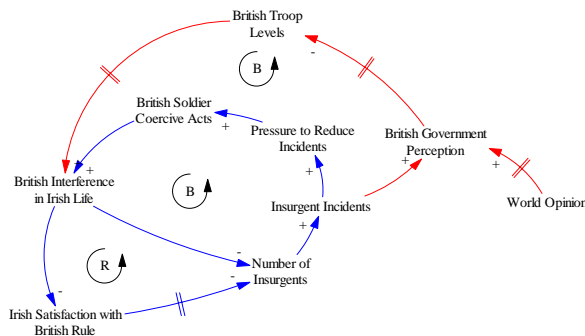 British Troop
Levels
-
B
British Soldier
Coercive Acts
+
Pressure to Reduce
Incidents
British Government
Perception
+
+
+
British Interference
in Irish Life
+
B
Insurgent Incidents
World Opinion
+
R
-
-
Number of
Insurgents
-
Irish Satisfaction with
British Rule